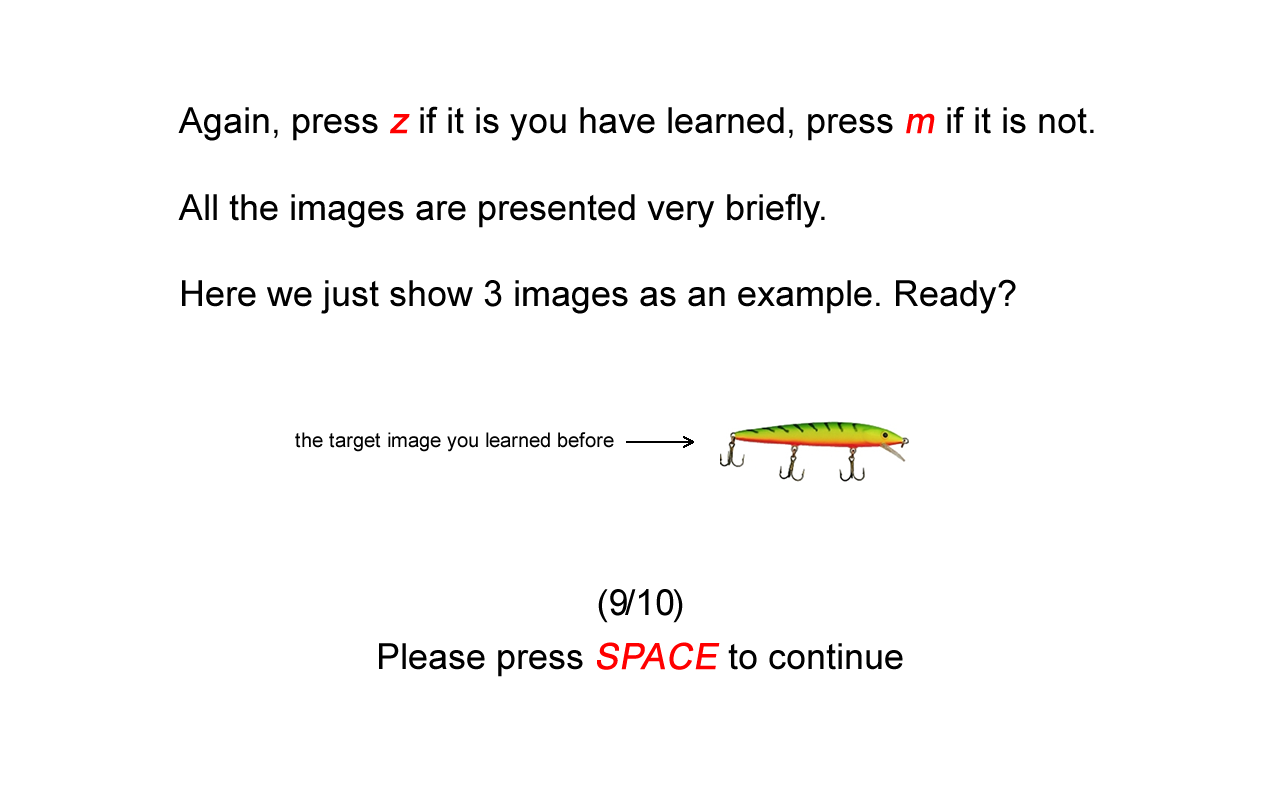 Again, press z if it is you have learned, press m if it is not.
All the images are presented very briefly.
Here we just show 3 images as an example. Ready?
the target image you learned before
(9/10)
Please press SPACE to continue